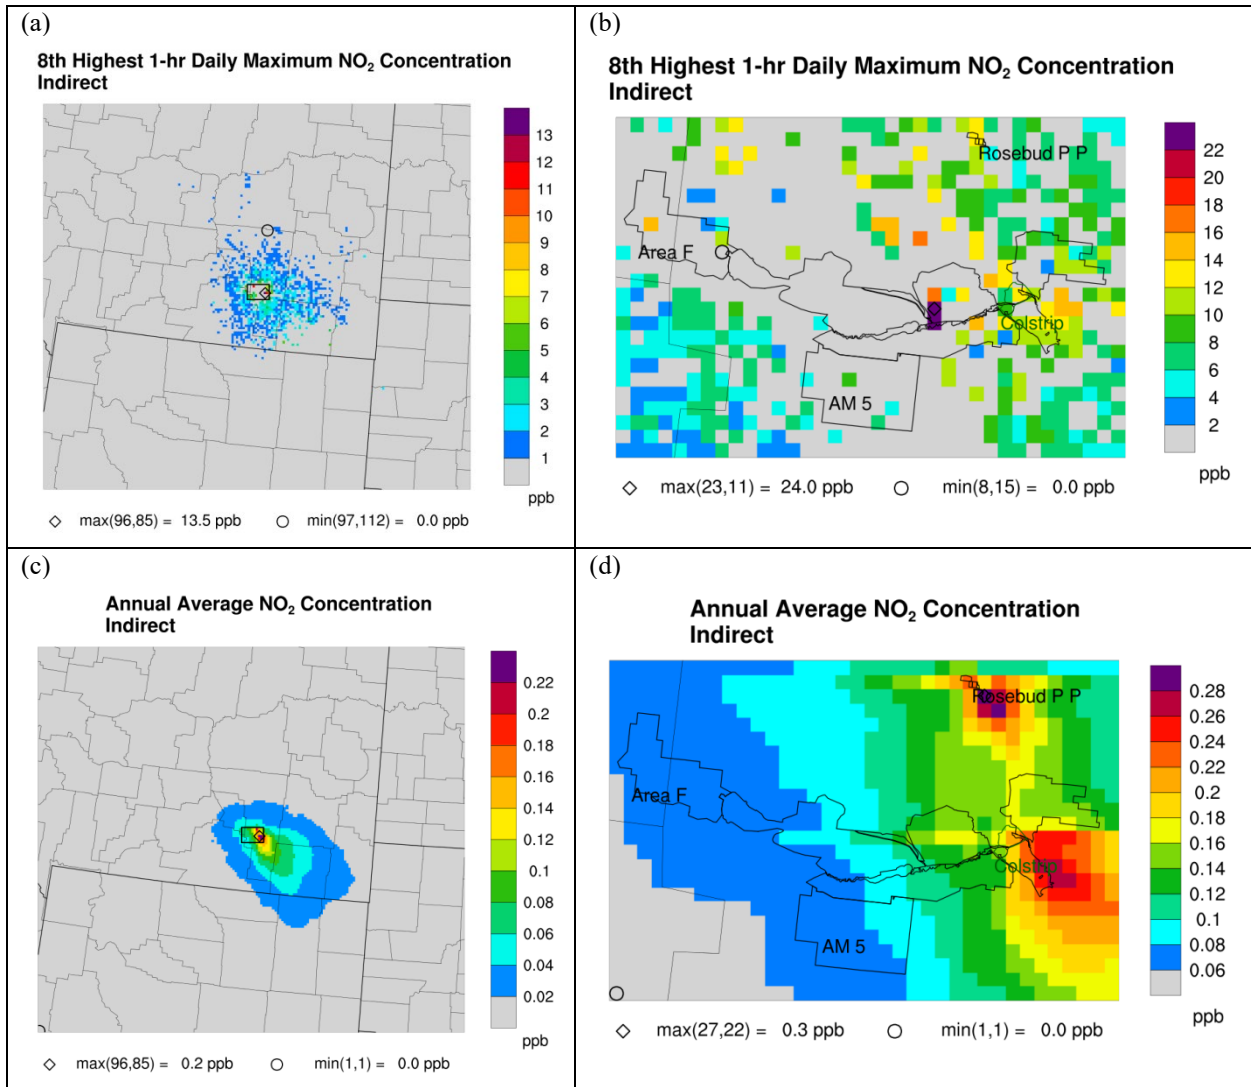 (a)
8th Highest 1-hr Daily Maximum NO₂ Concentration
Indirect
13
12
11
10
9
8
7
6
5
4
3
2
1
ppb
max(96,85) = 13.5 ppb
min(97,112) = 0.0 ppb
(b)
8th Highest 1-hr Daily Maximum NO₂ Concentration
Indirect
Rosebud P P
Area F
Colstrip
AM 5
22
20
18
16
14
12
10
8
6
4
2
ppb
max(23,11) = 24.0 ppb
min(8,15) = 0.0 ppb
(c)
Annual Average NO₂ Concentration
Indirect
0.22
0.2
0.18
0.16
0.14
0.12
0.1
0.08
0.06
0.04
0.02
ppb
max(96,85) = 0.2 ppb
min(1,1) = 0.0 ppb
(d)
Annual Average NO₂ Concentration
Indirect
Rosebud P P
Area F
Colstrip
AM 5
0.28
0.26
0.24
0.22
0.2
0.18
0.16
0.14
0.12
0.1
0.08
0.06
ppb
max(27,22) = 0.3 ppb
min(1,1) = 0.0 ppb